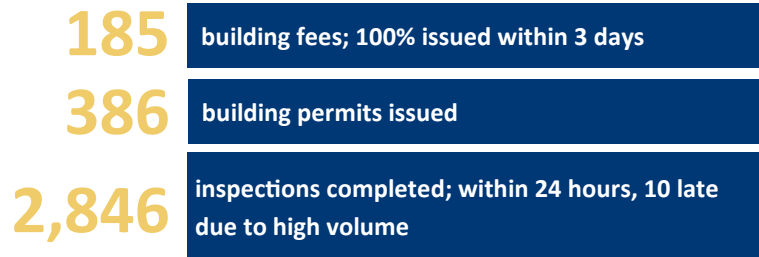 185 building fees; 100% issued within 3 days
386 building permits issued
2,846 inspections completed; within 24 hours, 10 late
due to high volume